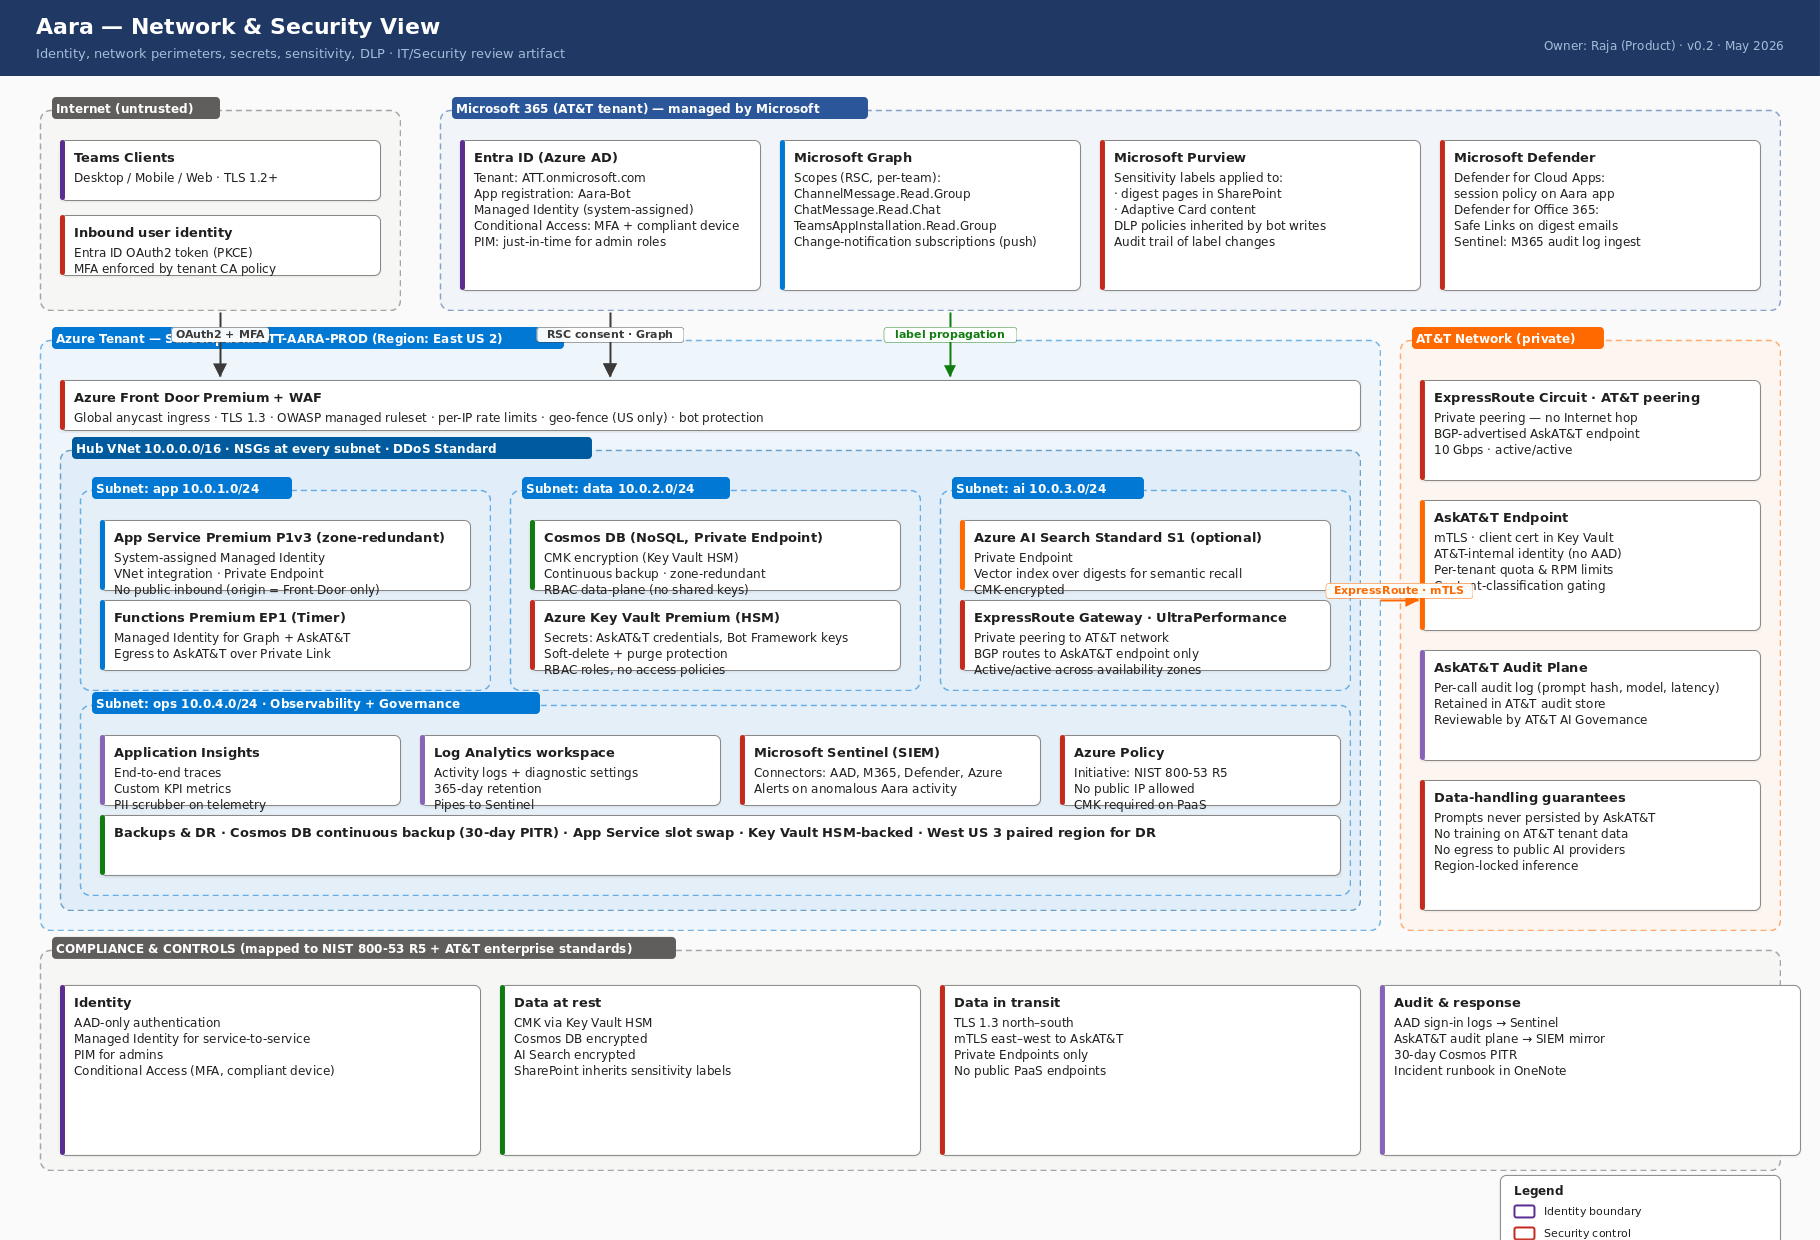 Aara — Network & Security View
Identity, network perimeters, secrets, sensitivity, DLP · IT/Security review artifact
Owner: Raja (Product) · v0.2 · May 2026
Internet (untrusted)
Teams Clients
Desktop / Mobile / Web · TLS 1.2+
Inbound user identity
Entra ID OAuth2 token (PKCE)
MFA enforced by tenant CA policy
Microsoft 365 (AT&T tenant) — managed by Microsoft
Entra ID (Azure AD)
Tenant: ATT.onmicrosoft.com
App registration: Aara-Bot
Managed Identity (system-assigned)
Conditional Access: MFA + compliant device
PIM: just-in-time for admin roles
Microsoft Graph
Scopes (RSC, per-team):
ChannelMessage.Read.Group
ChatMessage.Read.Chat
TeamsAppInstallation.Read.Group
Change-notification subscriptions (push)
Microsoft Purview
Sensitivity labels applied to:
· digest pages in SharePoint
· Adaptive Card content
DLP policies inherited by bot writes
Audit trail of label changes
Microsoft Defender
Defender for Cloud Apps:
session policy on Aara app
Defender for Office 365:
Safe Links on digest emails
Sentinel: M365 audit log ingest
OAuth2 + MFA
RSC consent · Graph
label propagation
Azure Tenant — TT-AARA-PROD (Region: East US 2)
Azure Front Door Premium + WAF
Global anycast ingress · TLS 1.3 · OWASP managed ruleset · per-IP rate limits · geo-fence (US only) · bot protection
Hub VNet 10.0.0.0/16 · NSGs at every subnet · DDoS Standard
Subnet: app 10.0.1.0/24
App Service Premium P1v3 (zone-redundant)
System-assigned Managed Identity
VNet integration · Private Endpoint
No public inbound (origin = Front Door only)
Functions Premium EP1 (Timer)
Managed Identity for Graph + AskAT&T
Egress to AskAT&T over Private Link
Subnet: data 10.0.2.0/24
Cosmos DB (NoSQL, Private Endpoint)
CMK encryption (Key Vault HSM)
Continuous backup · zone-redundant
RBAC data-plane (no shared keys)
Azure Key Vault Premium (HSM)
Secrets: AskAT&T credentials, Bot Framework keys
Soft-delete + purge protection
RBAC roles, no access policies
Subnet: ai 10.0.3.0/24
Azure AI Search Standard S1 (optional)
Private Endpoint
Vector index over digests for semantic recall
CMK encrypted
ExpressRoute Gateway · UltraPerformance
Private peering to AT&T network
BGP routes to AskAT&T endpoint only
Active/active across availability zones
Subnet: ops 10.0.4.0/24 · Observability + Governance
Application Insights
End-to-end traces
Custom KPI metrics
PII scrubber on telemetry
Log Analytics workspace
Activity logs + diagnostic settings
365-day retention
Pipes to Sentinel
Microsoft Sentinel (SIEM)
Connectors: AAD, M365, Defender, Azure
Alerts on anomalous Aara activity
Azure Policy
Initiative: NIST 800-53 R5
No public IP allowed
CMK required on PaaS
Backups & DR · Cosmos DB continuous backup (30-day PITR) · App Service slot swap · Key Vault HSM-backed · West US 3 paired region for DR
AT&T Network (private)
ExpressRoute Circuit · AT&T peering
Private peering — no Internet hop
BGP-advertised AskAT&T endpoint
10 Gbps · active/active
AskAT&T Endpoint
mTLS · client cert in Key Vault
AT&T-internal identity (no AAD)
Per-tenant quota & RPM limits
nt-classification gating
ExpressRoute · mTLS
AskAT&T Audit Plane
Per-call audit log (prompt hash, model, latency)
Retained in AT&T audit store
Reviewable by AT&T AI Governance
Data-handling guarantees
Prompts never persisted by AskAT&T
No training on AT&T tenant data
No egress to public AI providers
Region-locked inference
COMPLIANCE & CONTROLS (mapped to NIST 800-53 R5 + AT&T enterprise standards)
Identity
AAD-only authentication
Managed Identity for service-to-service
PIM for admins
Conditional Access (MFA, compliant device)
Data at rest
CMK via Key Vault HSM
Cosmos DB encrypted
AI Search encrypted
SharePoint inherits sensitivity labels
Data in transit
TLS 1.3 north–south
mTLS east–west to AskAT&T
Private Endpoints only
No public PaaS endpoints
Audit & response
AAD sign-in logs → Sentinel
AskAT&T audit plane → SIEM mirror
30-day Cosmos PITR
Incident runbook in OneNote
Legend
Identity boundary
Security control